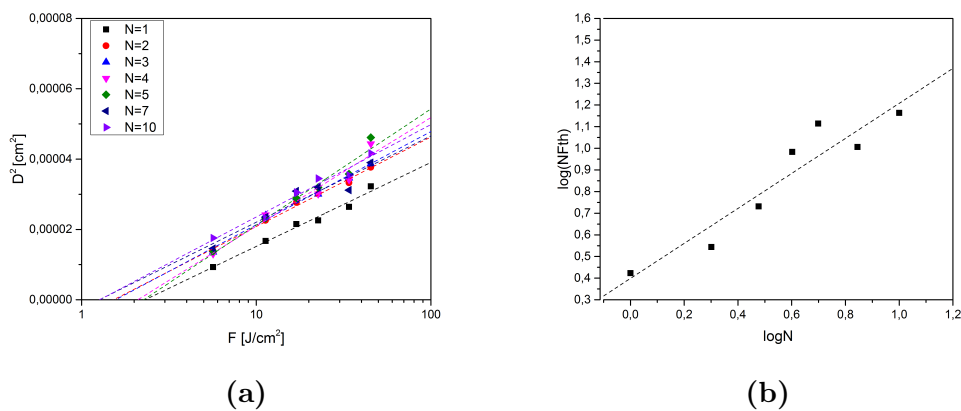 0,00008
0,00006
0,00004
0,00002
0,00000
D² [cm²]
N=1
N=2
N=3
N=4
N=5
N=7
N=10
1
10
100
F [J/cm²]
(a)
1,6
1,5
1,4
1,3
1,2
1,1
1,0
0,9
0,8
0,7
0,6
0,5
0,4
0,3
log(NFth)
0,0
0,2
0,4
0,6
0,8
1,0
1,2
logN
(b)